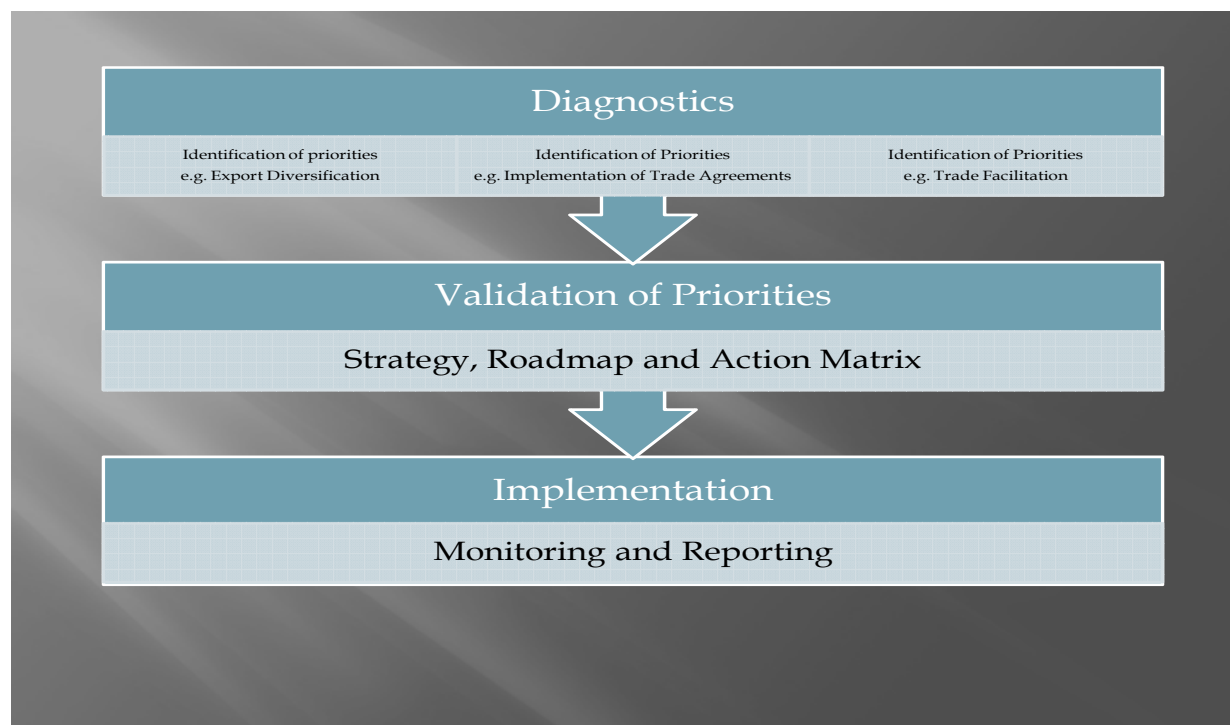 Diagnostics
Identification of priorities
e.g. Export Diversification
Identification of Priorities
e.g. Implementation of Trade Agreements
Identification of Priorities
e.g. Trade Facilitation
Validation of Priorities
Strategy, Roadmap and Action Matrix
Implementation
Monitoring and Reporting